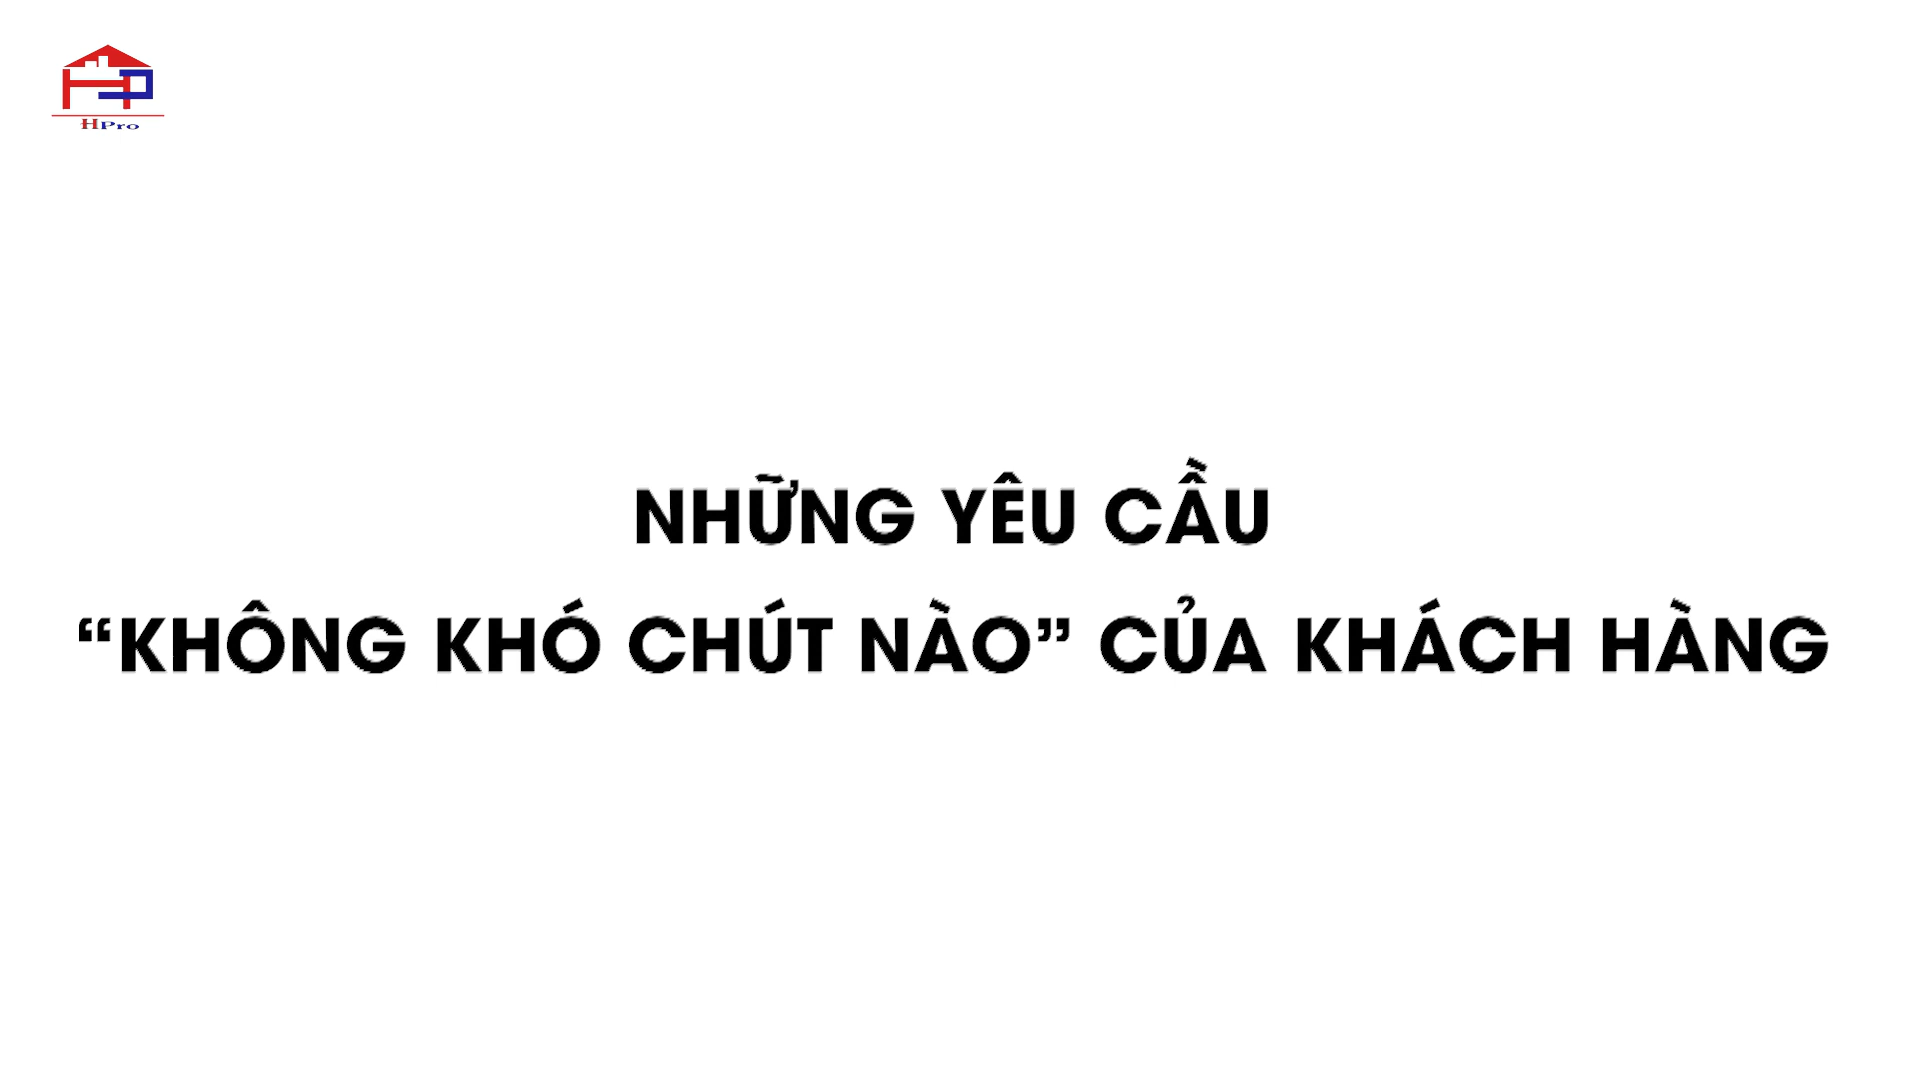 HPro
NHỮNG YÊU CẦU
“KHÔNG KHÓ CHÚT NÀO” CỦA KHÁCH HÀNG